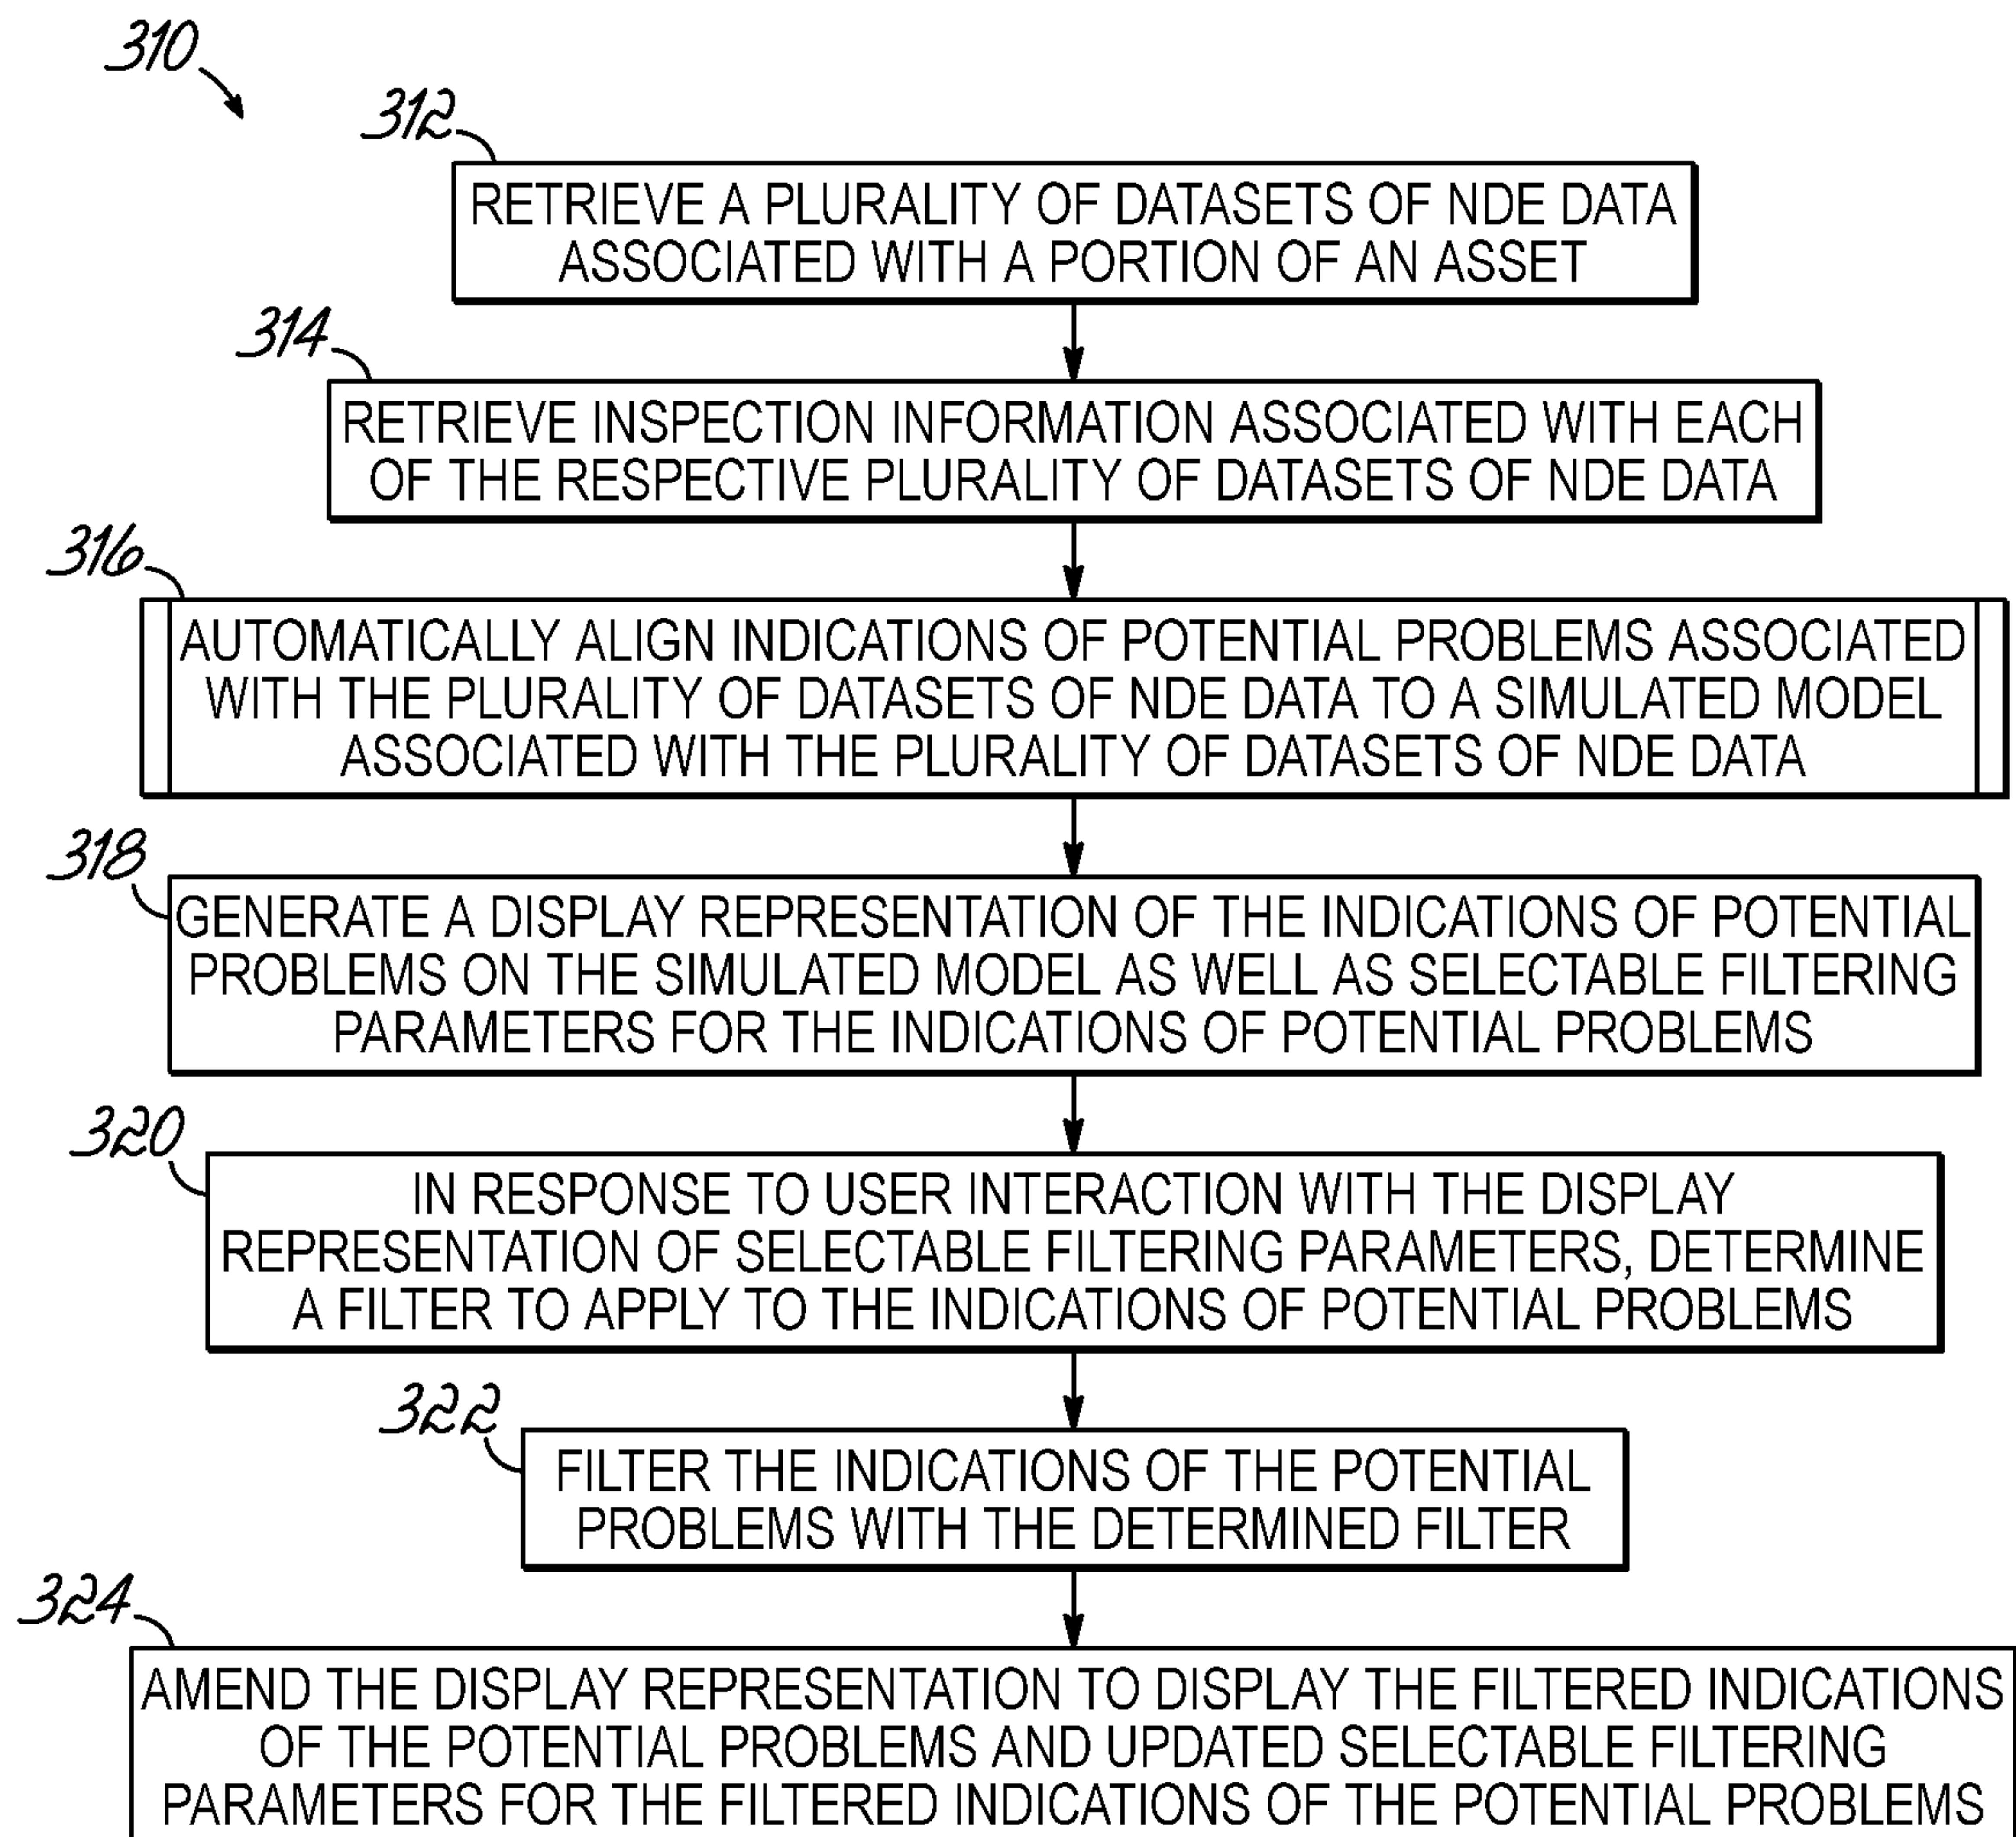 310
312
RETRIEVE A PLURALITY OF DATASETS OF NDE DATA
ASSOCIATED WITH A PORTION OF AN ASSET
314
RETRIEVE INSPECTION INFORMATION ASSOCIATED WITH EACH
OF THE RESPECTIVE PLURALITY OF DATASETS OF NDE DATA
316
AUTOMATICALLY ALIGN INDICATIONS OF POTENTIAL PROBLEMS ASSOCIATED
WITH THE PLURALITY OF DATASETS OF NDE DATA TO A SIMULATED MODEL
ASSOCIATED WITH THE PLURALITY OF DATASETS OF NDE DATA
318
GENERATE A DISPLAY REPRESENTATION OF THE INDICATIONS OF POTENTIAL
PROBLEMS ON THE SIMULATED MODEL AS WELL AS SELECTABLE FILTERING
PARAMETERS FOR THE INDICATIONS OF POTENTIAL PROBLEMS
320
IN RESPONSE TO USER INTERACTION WITH THE DISPLAY
REPRESENTATION OF SELECTABLE FILTERING PARAMETERS, DETERMINE
A FILTER TO APPLY TO THE INDICATIONS OF POTENTIAL PROBLEMS
322
FILTER THE INDICATIONS OF THE POTENTIAL
PROBLEMS WITH THE DETERMINED FILTER
324
AMEND THE DISPLAY REPRESENTATION TO DISPLAY THE FILTERED INDICATIONS
OF THE POTENTIAL PROBLEMS AND UPDATED SELECTABLE FILTERING
PARAMETERS FOR THE FILTERED INDICATIONS OF THE POTENTIAL PROBLEMS